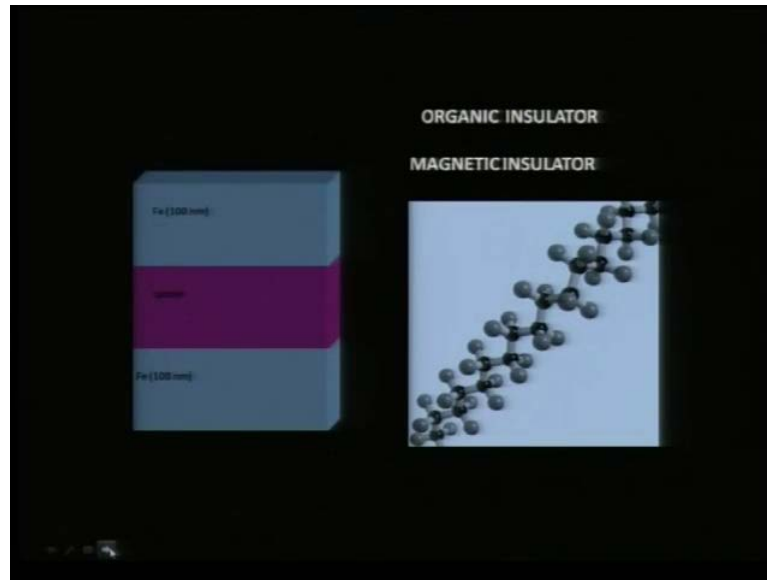 ORGANIC INSULATOR
MAGNETIC INSULATOR
Fe (100 nm)
Fe (100 nm)